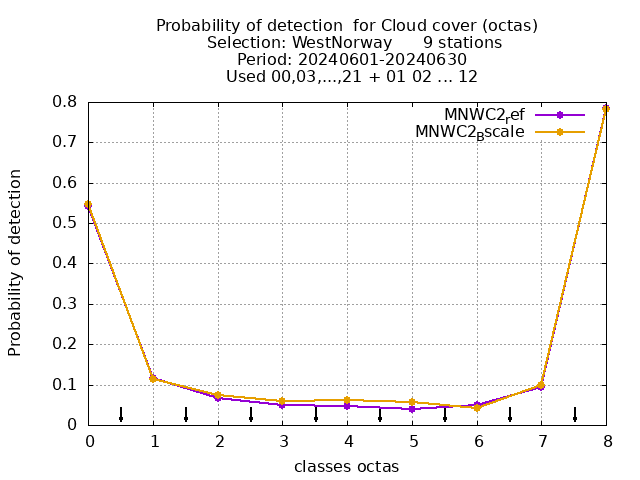 Probability of detection  for Cloud cover (octas)
Selection: WestNorway      9 stations
Period: 20240601-20240630
Used 00,03,...,21 + 01 02 ... 12
MNWC2_ref
MNWC2_Bscale
Probability of detection
0.8
0.7
0.6
0.5
0.4
0.3
0.2
0.1
0
0 1 2 3 4 5 6 7 8
classes octas